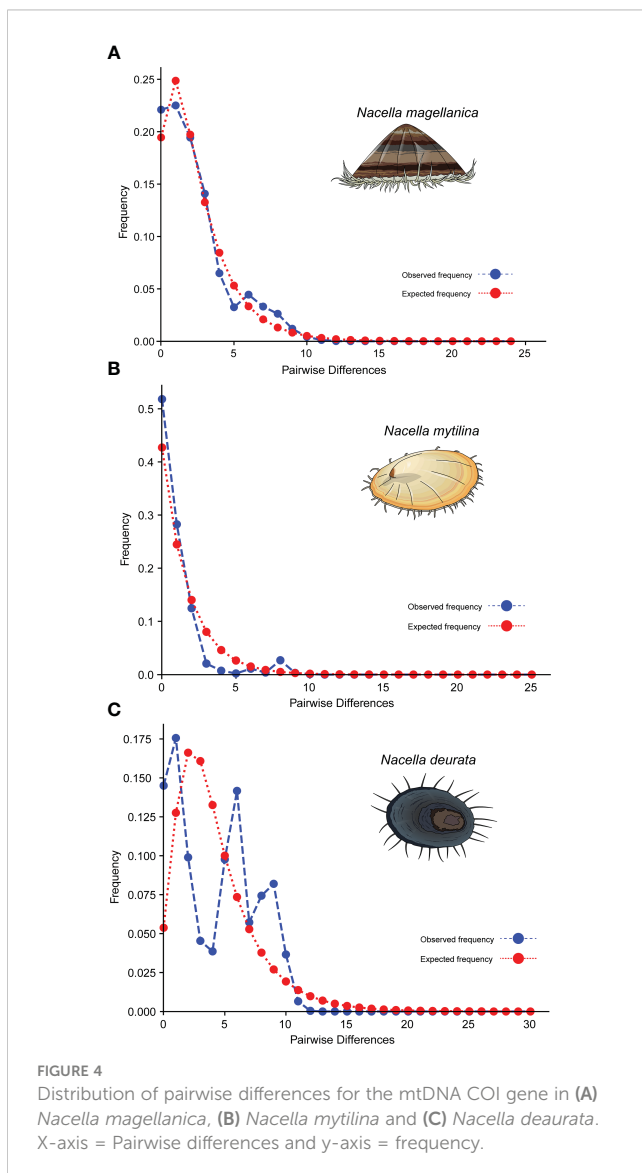 A
Nacella magellanica
0.25
0.20
0.15
0.10
0.05
0.00
Frequency
Observed frequency
Expected frequency
0 5 10 15 20 25
Pairwise Differences
B
Nacella mytilina
0.5
0.4
0.3
0.2
0.1
0.0
Frequency
Observed frequency
Expected frequency
0 5 10 15 20 25
Pairwise Differences
C
Nacella deurata
0.175
0.150
0.125
0.100
0.075
0.050
0.025
0.000
Frequency
Observed frequency
Expected frequency
0 5 10 15 20 25 30
Pairwise Differences
FIGURE 4
Distribution of pairwise differences for the mtDNA COI gene in (A)
Nacella magellanica, (B) Nacella mytilina and (C) Nacella deaurata.
X-axis = Pairwise differences and y-axis = frequency.